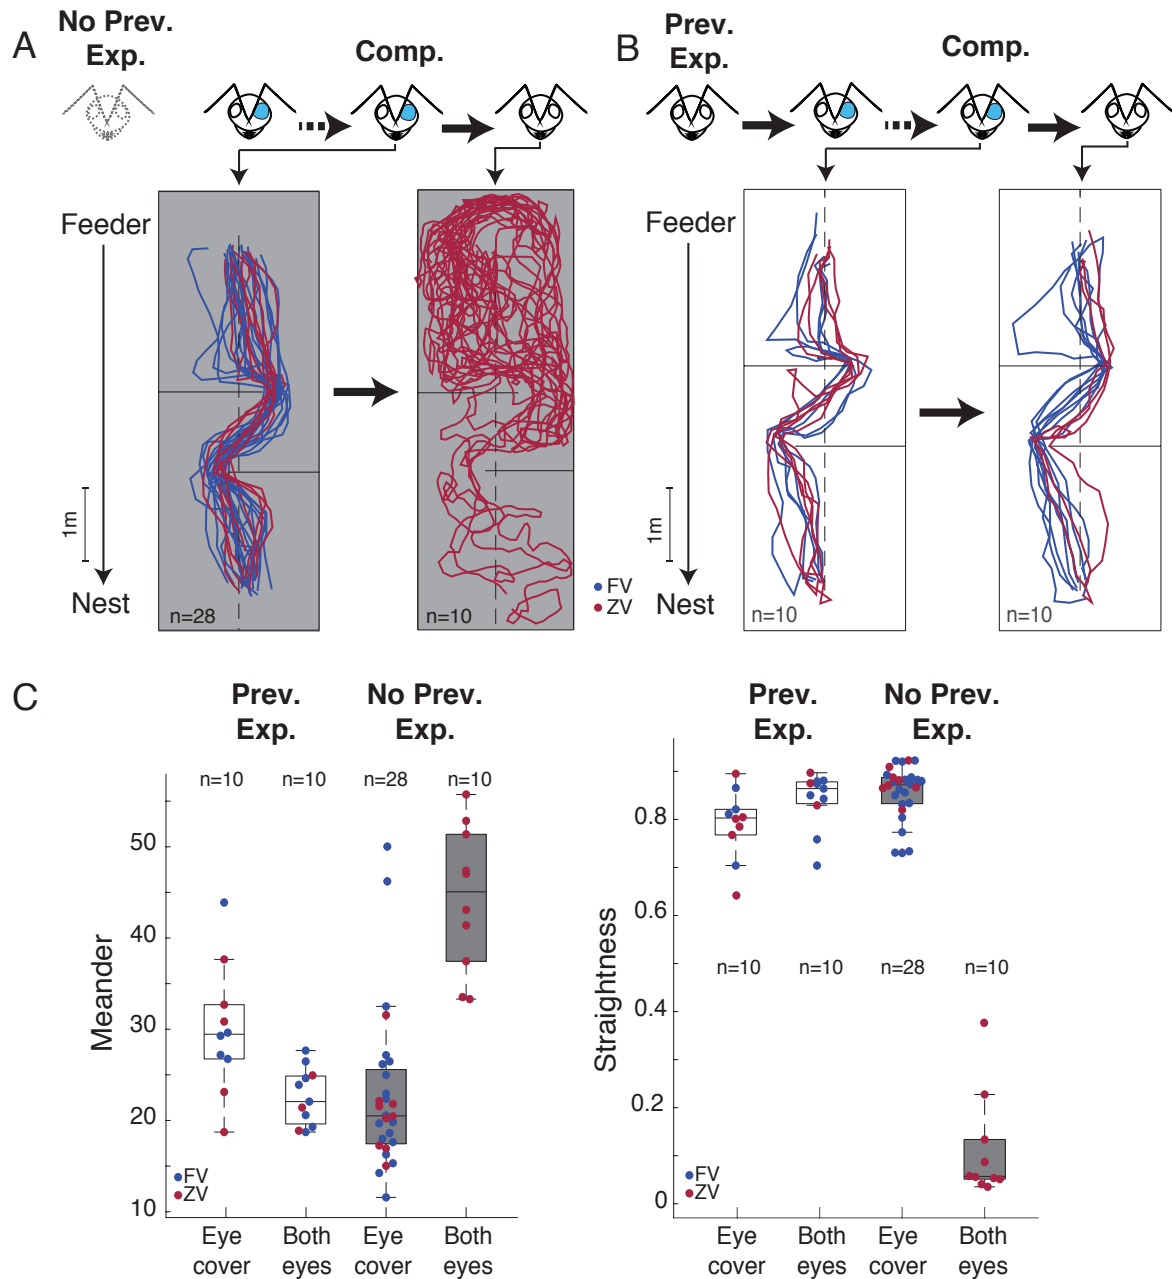 A
No Prev.
Exp.
Comp.
Feeder
1m
Nest
n=28
n=10
FV
ZV
B
Prev.
Exp.
Comp.
Feeder
1m
Nest
n=10
n=10
C
Prev.
Exp.
No Prev.
Exp.
n=10 n=10 n=28 n=10
Meander
50
40
30
20
10
FV
ZV
Eye
cover
Both
eyes
Eye
cover
Both
eyes
Prev.
Exp.
No Prev.
Exp.
Straightness
0.8
0.6
0.4
0.2
0
n=10 n=10 n=28 n=10
FV
ZV
Eye
cover
Both
eyes
Eye
cover
Both
eyes